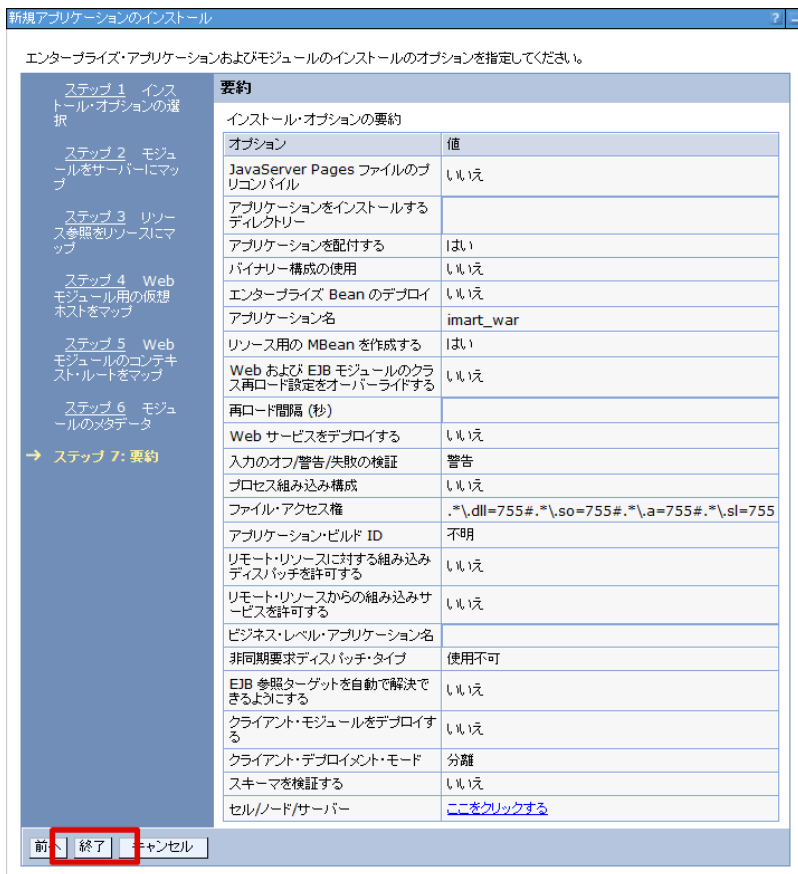 新規アプリケーションのインストール
?
エンタープライズ・アプリケーションおよびモジュールのインストールのオプションを指定してください。
ステップ 1 インス
トール・オプションの選
択
ステップ 2 モジュ
ールをサーバーにマッ
プ
ステップ 3 リソー
ス参照をリソースにマ
ップ
ステップ 4 Web
モジュール用の仮想
ホストをマップ
ステップ 5 Web
モジュールのコンテキ
スト・ルートをマップ
ステップ 6 モジュ
ールのメタデータ
→ ステップ 7: 要約
要約
インストール・オプションの要約
オプション 値
JavaServer Pages ファイルのプ
リコンパイル いいえ
アプリケーションをインストールする
ディレクトリー
アプリケーションを配付する はい
バイナリー構成の使用 いいえ
エンタープライズ Bean のデプロイ いいえ
アプリケーション名 imart_war
リソース用の MBean を作成する はい
Web および EJB モジュールのクラ
ス再ロード設定をオーバーライドする いいえ
再ロード間隔 (秒)
Web サービスをデプロイする いいえ
入力のオフ/警告/失敗の検証 警告
プロセス組み込み構成 いいえ
ファイル・アクセス権 .*\.dll=755#.*\.so=755#.*\.a=755#.*\.sl=755
アプリケーション・ビルド ID 不明
リモート・リソースに対する組み込み
ディスパッチを許可する いいえ
リモート・リソースからの組み込みサ
ービスを許可する いいえ
ビジネス・レベル・アプリケーション名
非同期要求ディスパッチ・タイプ 使用不可
EJB 参照ターゲットを自動で解決で
きるようにする いいえ
クライアント・モジュールをデプロイす
る いいえ
クライアント・デプロイメント・モード 分離
スキーマを検証する いいえ
セル/ノード/サーバー ここをクリックする
前へ 終了 キャンセル